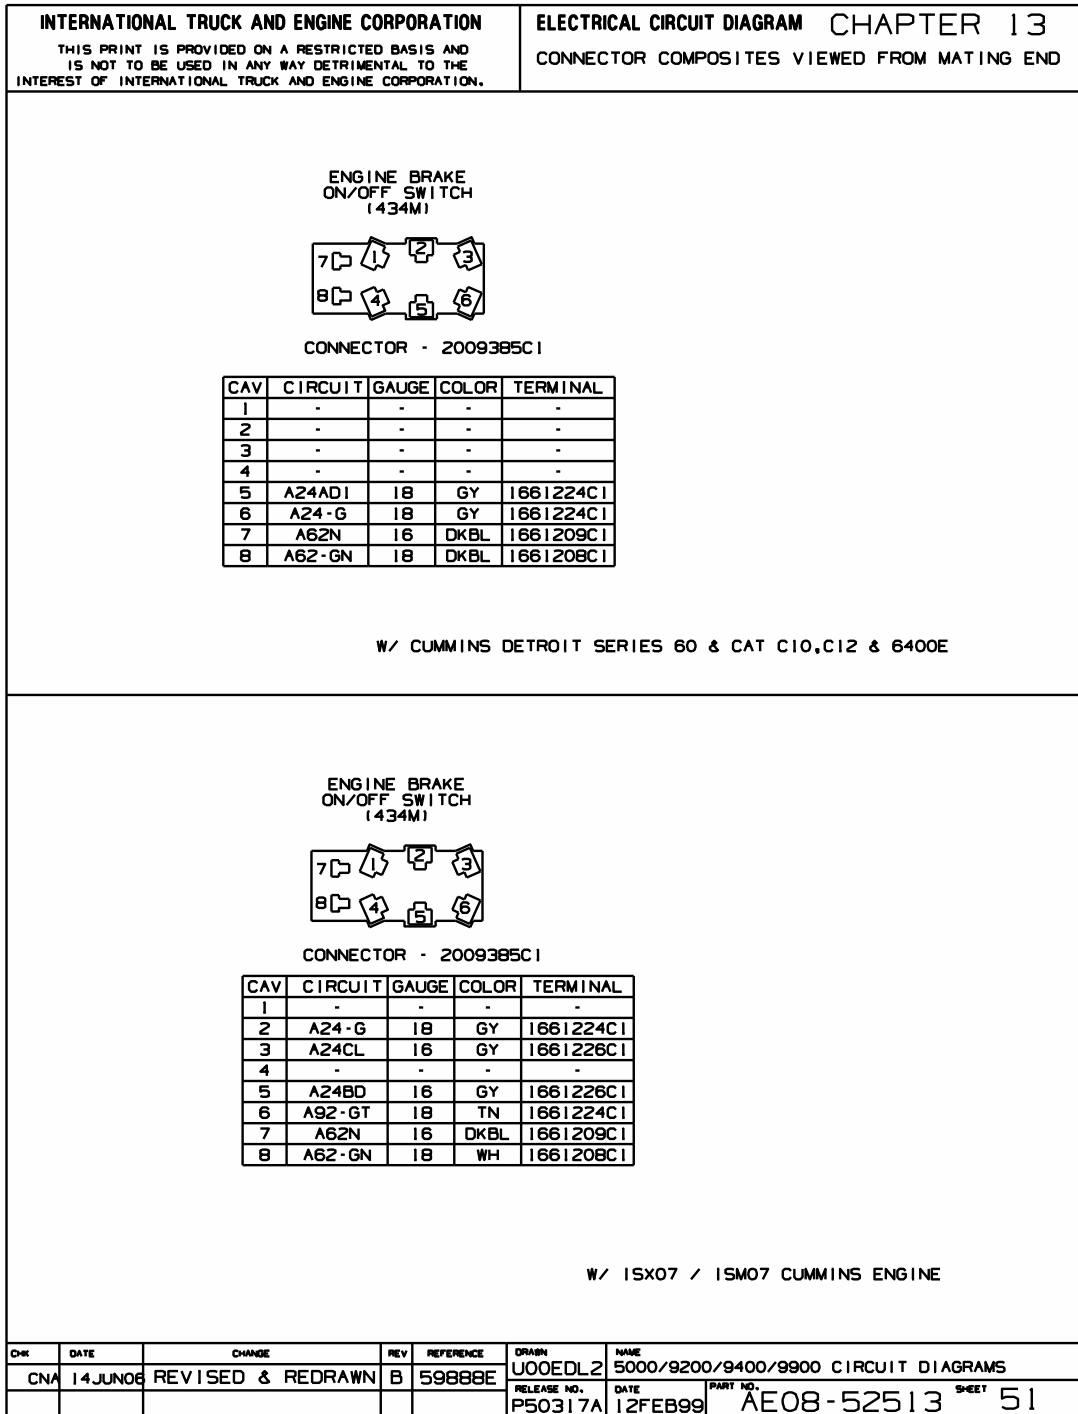 INTERNATIONAL TRUCK AND ENGINE CORPORATION
THIS PRINT IS PROVIDED ON A RESTRICTED BASIS AND
IS NOT TO BE USED IN ANY WAY DETRIMENTAL TO THE
INTEREST OF INTERNATIONAL TRUCK AND ENGINE CORPORATION.
ELECTRICAL CIRCUIT DIAGRAM CHAPTER 13
CONNECTOR COMPOSITES VIEWED FROM MATING END
ENGINE BRAKE
ON/OFF SWITCH
(434M)
7 1 2 3
8 4 5 6
CONNECTOR - 2009385C1
CAV CIRCUIT GAUGE COLOR TERMINAL
1 - - - -
2 - - - -
3 - - - -
4 - - - -
5 A24AD1 18 GY 1661224C1
6 A24-G 18 GY 1661224C1
7 A62N 16 DKBL 1661209C1
8 A62-GN 18 DKBL 1661208C1
W/ CUMMINS DETROIT SERIES 60 & CAT C10,C12 & 6400E
ENGINE BRAKE
ON/OFF SWITCH
(434M)
7 1 2 3
8 4 5 6
CONNECTOR - 2009385C1
CAV CIRCUIT GAUGE COLOR TERMINAL
1 - - - -
2 A24-G 18 GY 1661224C1
3 A24CL 16 GY 1661226C1
4 - - - -
5 A24BD 16 GY 1661226C1
6 A92-GT 18 TN 1661224C1
7 A62N 16 DKBL 1661209C1
8 A62-GN 18 WH 1661208C1
W/ ISX07 / ISM07 CUMMINS ENGINE
CHK DATE CHANGE REV REFERENCE DRAWN NAME
CNA 14JUN06 REVISED & REDRAWN B 59888E U00EDL2 5000/9200/9400/9900 CIRCUIT DIAGRAMS
RELEASE NO. DATE PART NO. SHEET
P50317A 12FEB99 AE08-52513 51